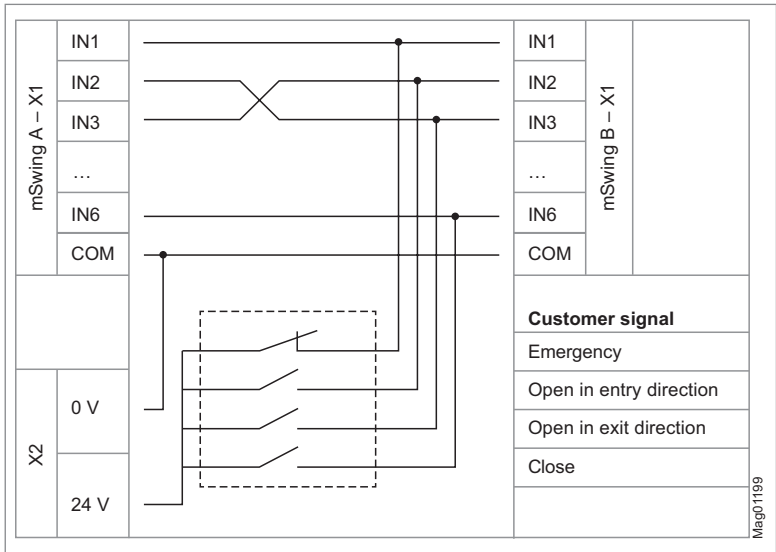 mSwing A – X1
IN1
IN2
IN3
...
IN6
COM
IN1
IN2
IN3
...
IN6
COM
mSwing B – X1
X2
0 V
24 V
Customer signal
Emergency
Open in entry direction
Open in exit direction
Close
Mag01199